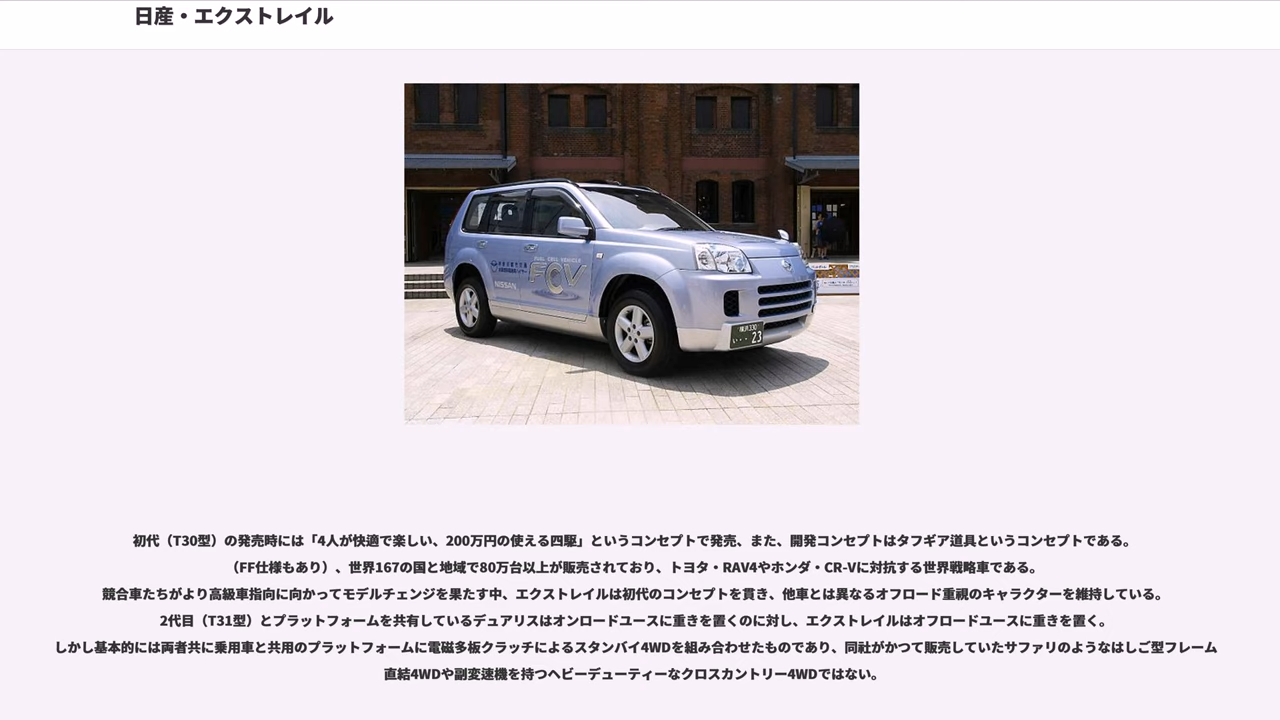 日産・エクストレイル
FUEL CELL VEHICLE
FCV
NISSAN
横浜 330
い・・23
初代（T30型）の発売時には「4人が快適で楽しい、200万円の使える四駆」というコンセプトで発売、また、開発コンセプトはタフギア道具というコンセプトである。
（FF仕様もあり）、世界167の国と地域で80万台以上が販売されており、トヨタ・RAV4やホンダ・CR-Vに対抗する世界戦略車である。
競合車たちがより高級車指向に向かってモデルチェンジを果たす中、エクストレイルは初代のコンセプトを貫き、他車とは異なるオフロード重視のキャラクターを維持している。
2代目（T31型）とプラットフォームを共有しているデュアリスはオンロードユースに重きを置くのに対し、エクストレイルはオフロードユースに重きを置く。
しかし基本的には両者共に乗用車と共用のプラットフォームに電磁多板クラッチによるスタンバイ4WDを組み合わせたものであり、同社がかつて販売していたサファリのようなはしご型フレーム
直結4WDや副変速機を持つヘビーデューティーなクロスカントリー4WDではない。